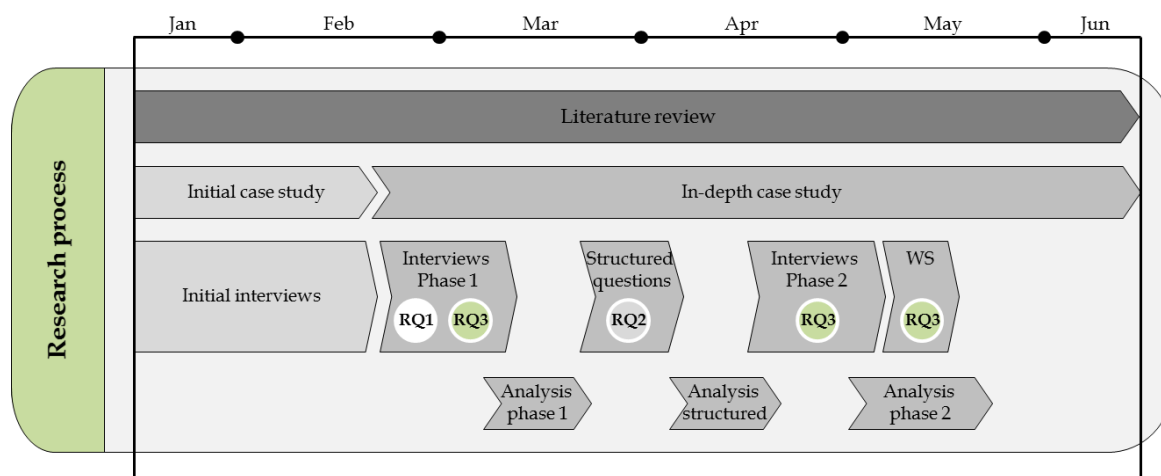 Jan Feb Mar Apr May Jun
Research process
Literature review
Initial case study
In-depth case study
Initial interviews
Interviews
Phase 1
RQ1 RQ3
Structured
questions
RQ2
Interviews
Phase 2
RQ3
WS
RQ3
Analysis
phase 1
Analysis
structured
Analysis
phase 2